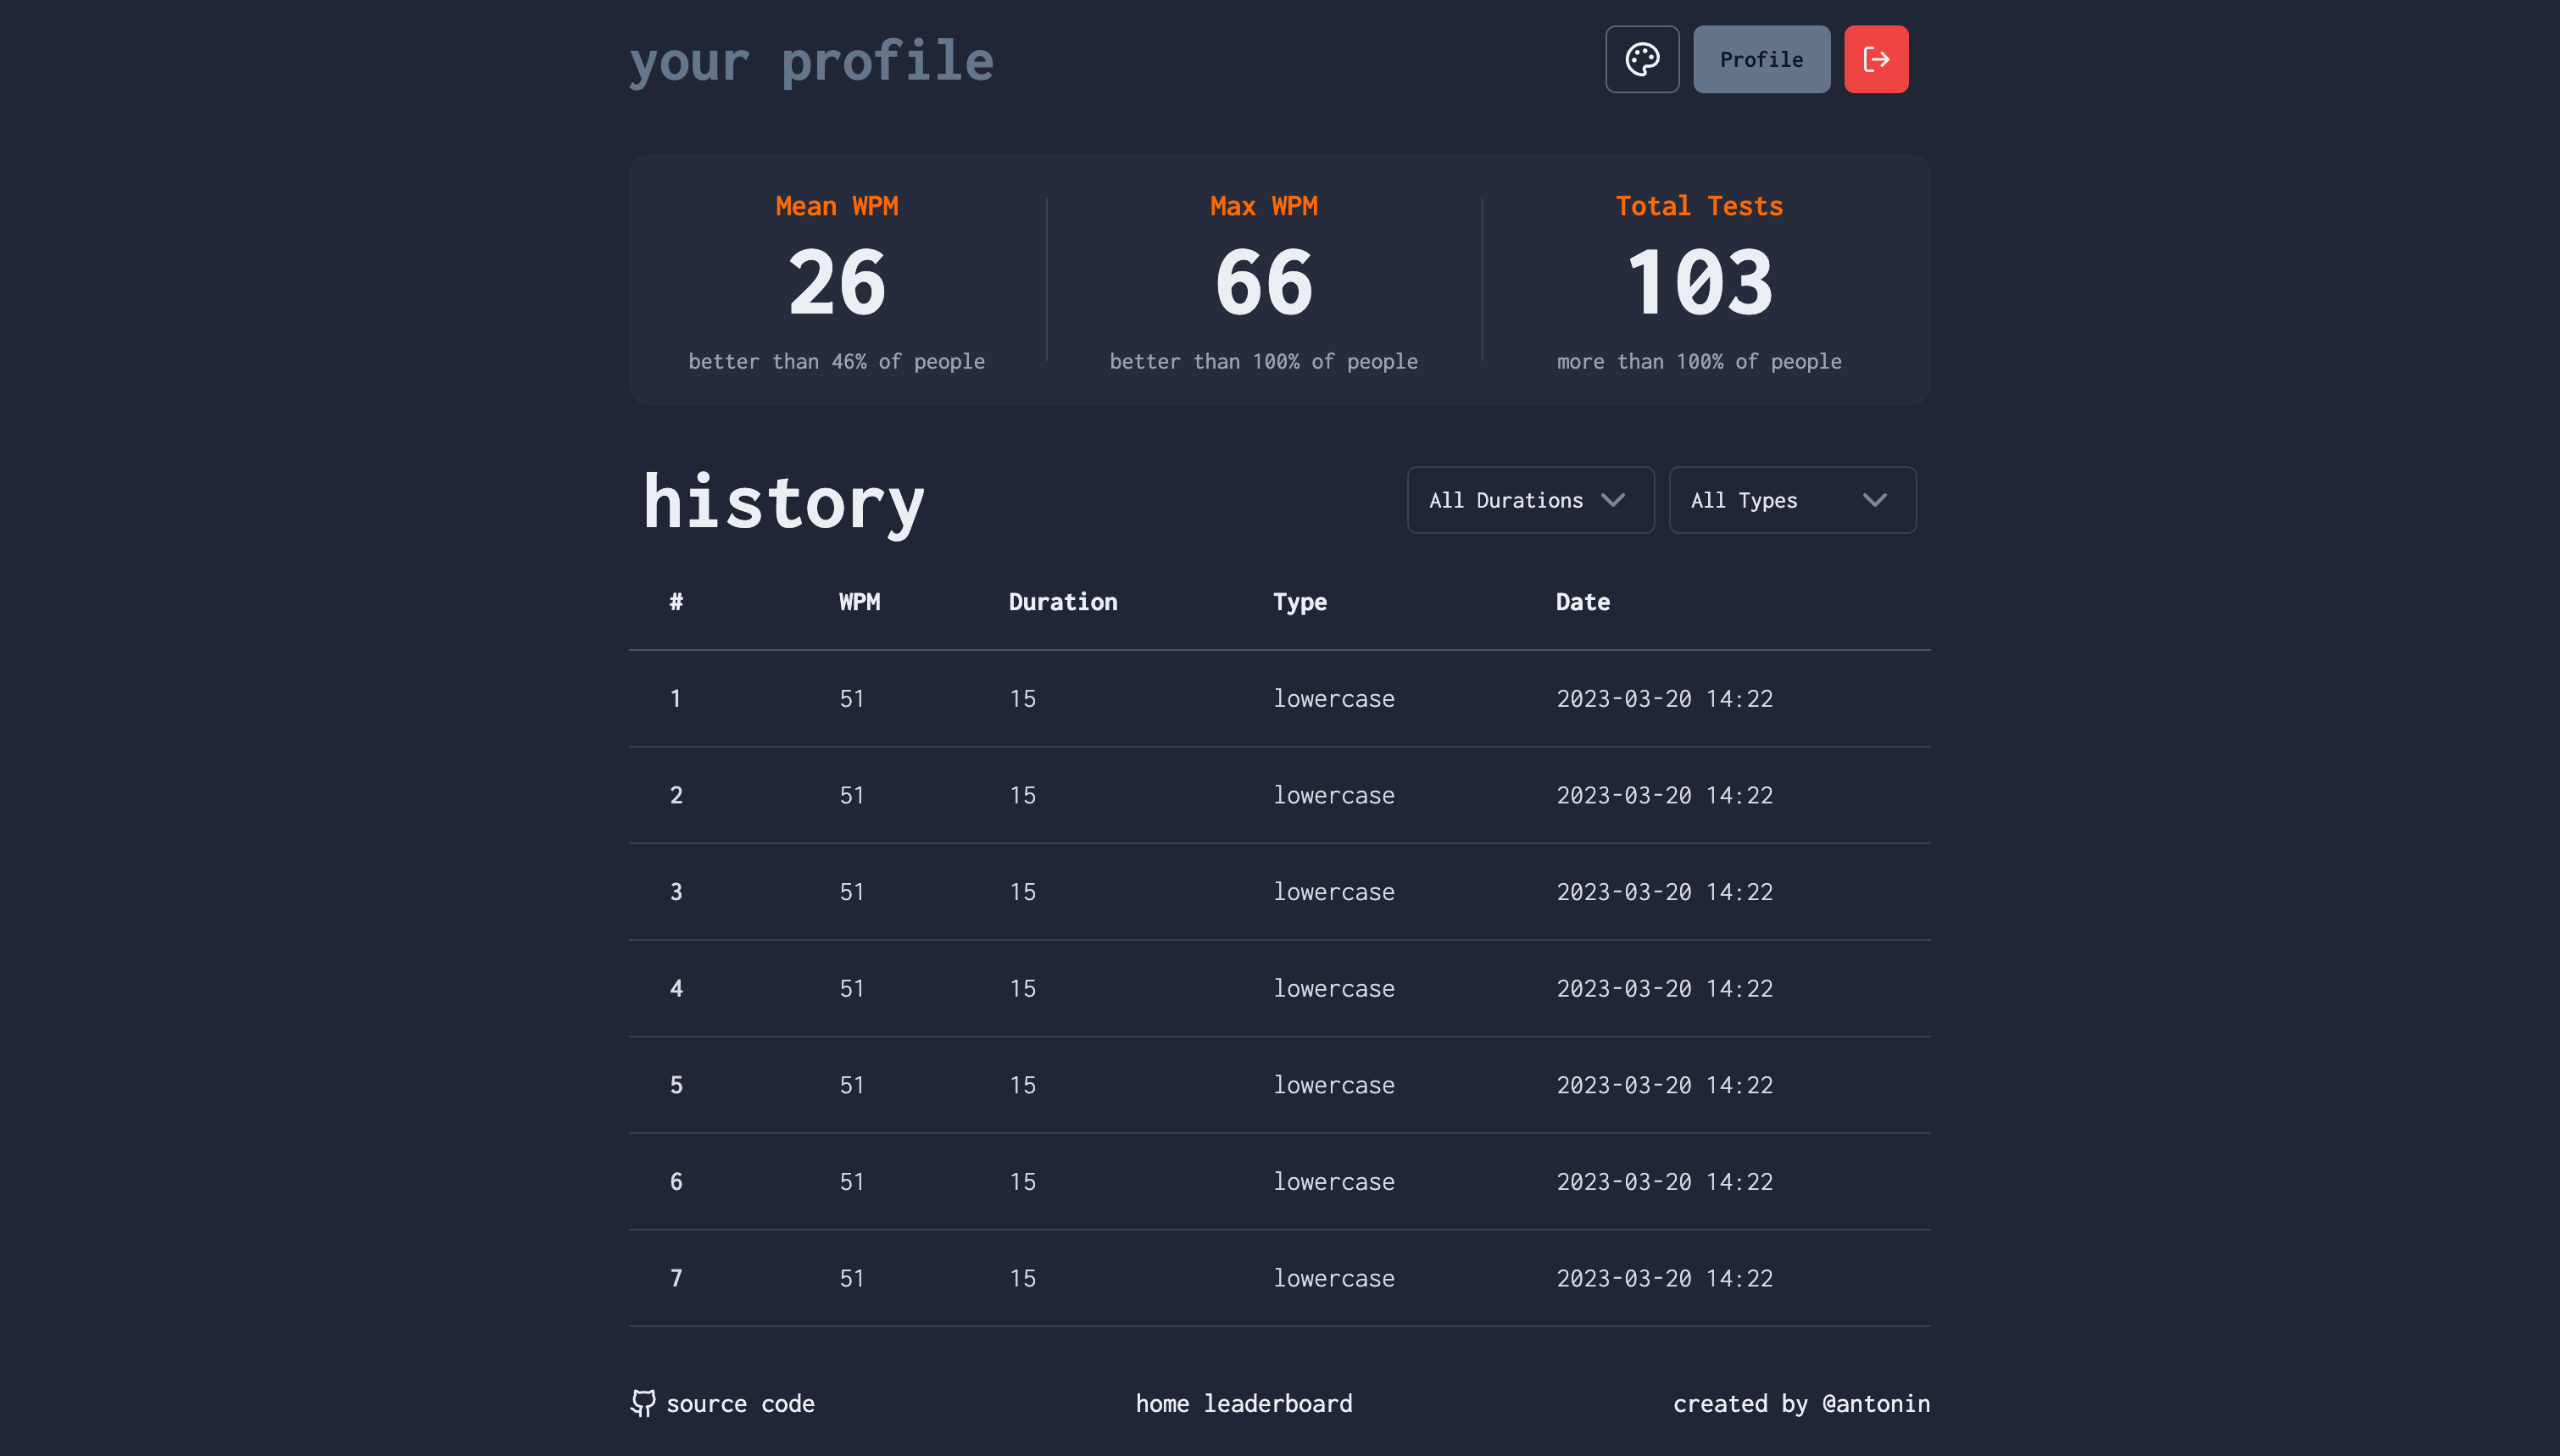 your profile
Profile
Mean WPM Max WPM Total Tests
26 66 103
better than 46% of people better than 100% of people more than 100% of people
history
All Durations All Types
# WPM Duration Type Date
1 51 15 lowercase 2023-03-20 14:22
2 51 15 lowercase 2023-03-20 14:22
3 51 15 lowercase 2023-03-20 14:22
4 51 15 lowercase 2023-03-20 14:22
5 51 15 lowercase 2023-03-20 14:22
6 51 15 lowercase 2023-03-20 14:22
7 51 15 lowercase 2023-03-20 14:22
source code home leaderboard created by @antonin